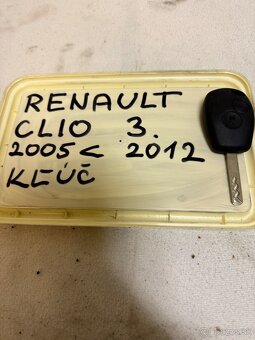 RENAULT
CLIO 3.
2005< 2012
KĽÚČ